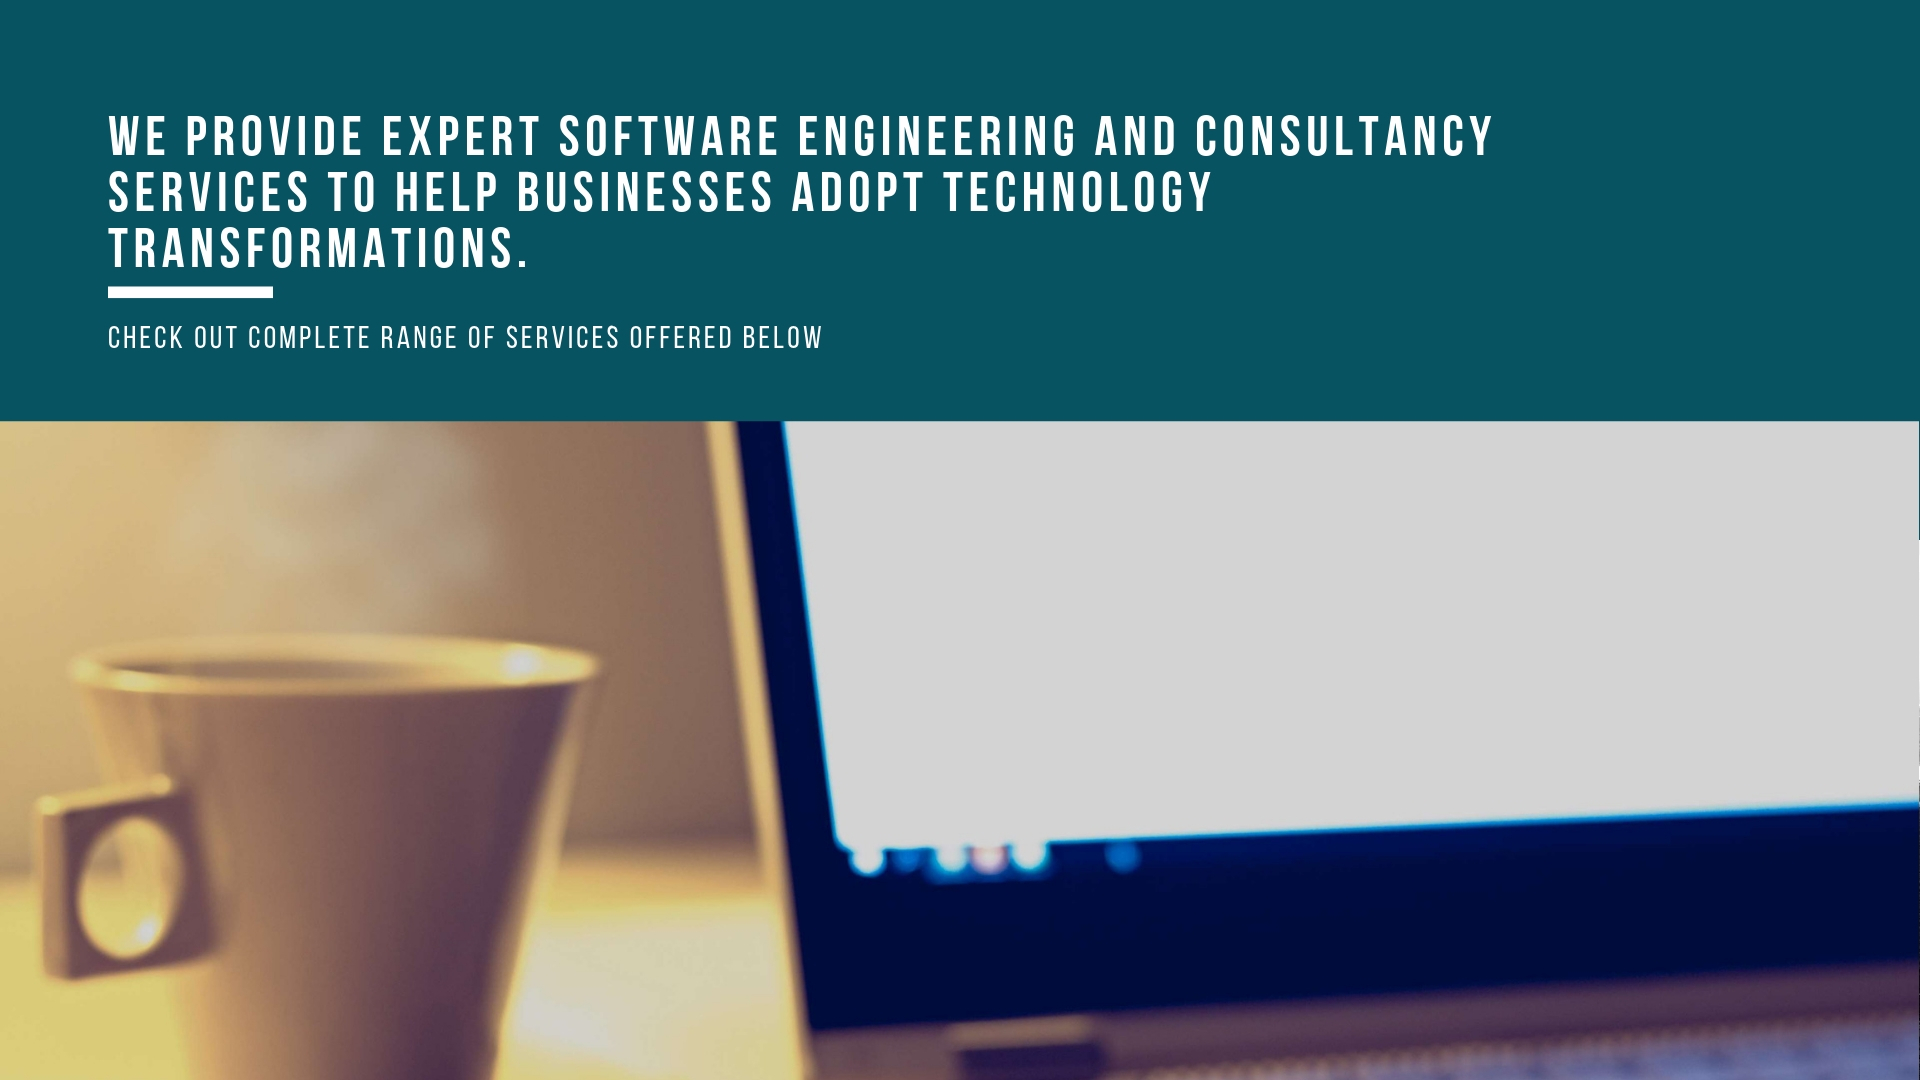 WE PROVIDE EXPERT SOFTWARE ENGINEERING AND CONSULTANCY
SERVICES TO HELP BUSINESSES ADOPT TECHNOLOGY
TRANSFORMATIONS.
CHECK OUT COMPLETE RANGE OF SERVICES OFFERED BELOW